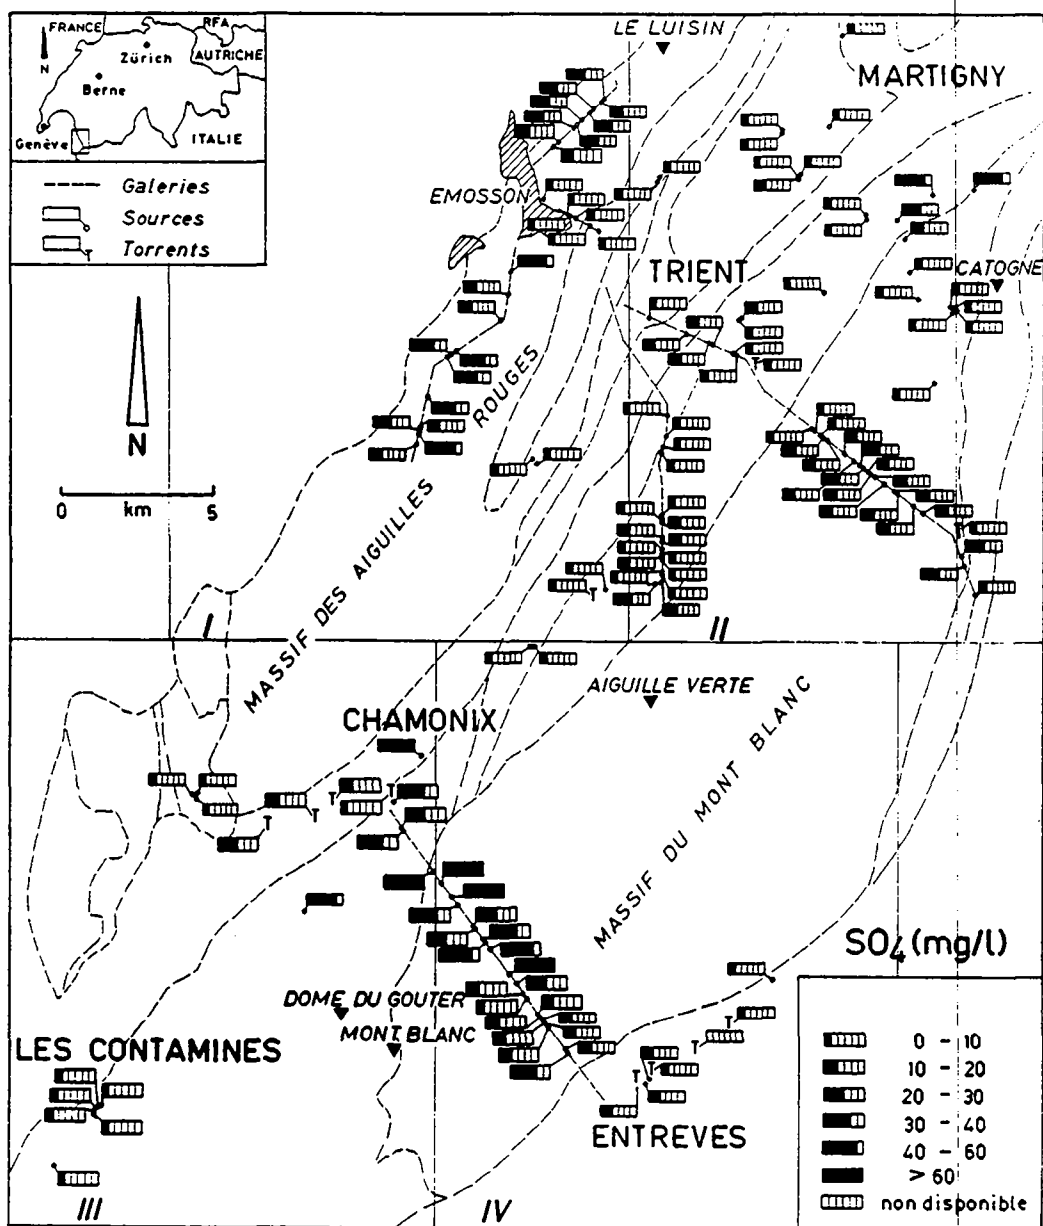 FRANCE
RFA
Zürich
AUTRICHE
N
Berne
Genève
ITALIE
Galeries
Sources
Torrents
LE LUISIN
MARTIGNY
EMOSSON
TRIENT
CATOGNE
N
0 km 5
MASSIF DES AIGUILLES ROUGES
I
II
AIGUILLE VERTE
CHAMONIX
MASSIF DU MONT BLANC
SO4 (mg/l)
DOME DU GOUTER
MONT BLANC
LES CONTAMINES
ENTREVES
0 - 10
10 - 20
20 - 30
30 - 40
40 - 60
> 60
non disponible
III
IV
T
T
T
T
T
T
T
T
T
T
T